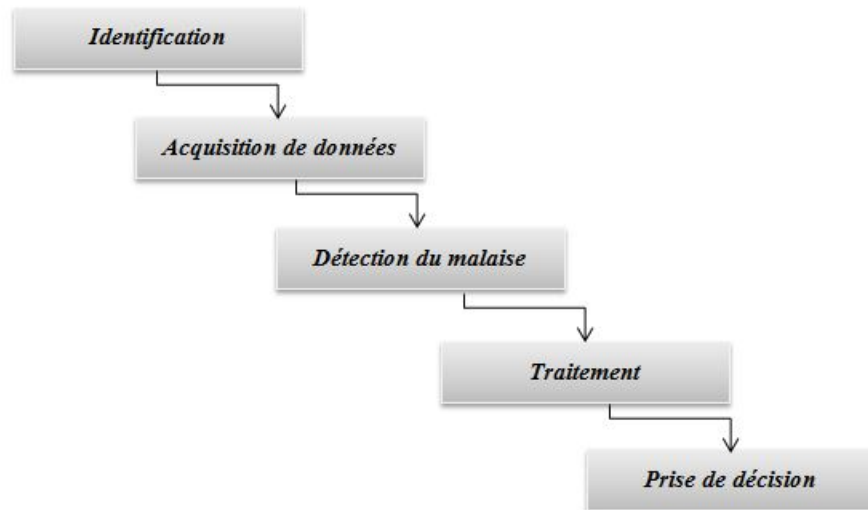 Identification
Acquisition de données
Détection du malaise
Traitement
Prise de décision